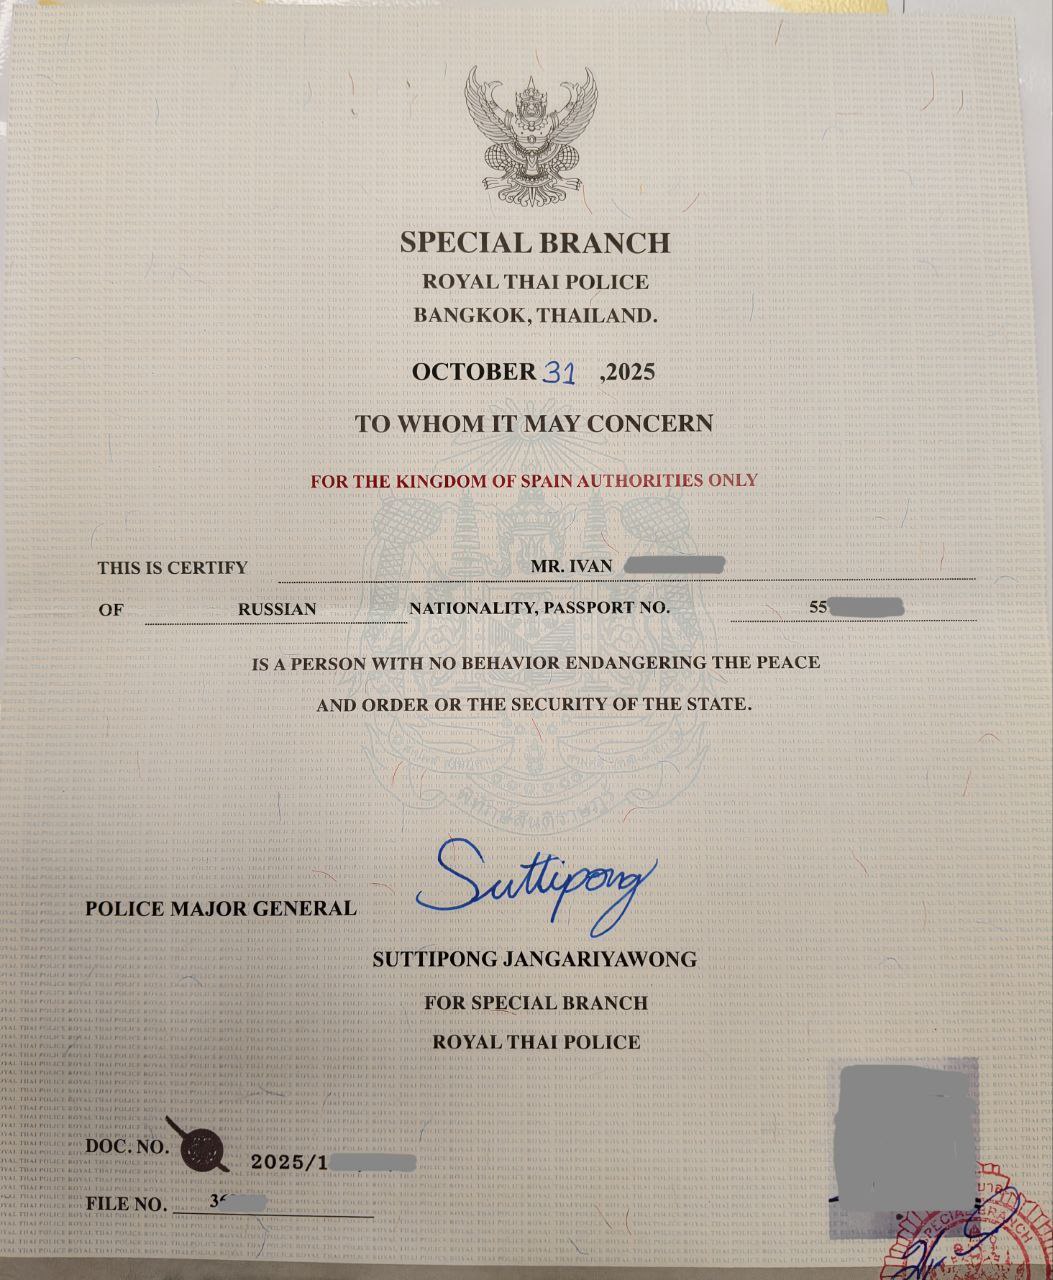 SPECIAL BRANCH
ROYAL THAI POLICE
BANGKOK, THAILAND.
OCTOBER 31 ,2025
TO WHOM IT MAY CONCERN
FOR THE KINGDOM OF SPAIN AUTHORITIES ONLY
THIS IS CERTIFY MR. IVAN
OF RUSSIAN NATIONALITY, PASSPORT NO. 55
IS A PERSON WITH NO BEHAVIOR ENDANGERING THE PEACE
AND ORDER OR THE SECURITY OF THE STATE.
Suttipong
POLICE MAJOR GENERAL
SUTTIPONG JANGARIYAWONG
FOR SPECIAL BRANCH
ROYAL THAI POLICE
DOC. NO. 2025/1
FILE NO. 36
SPECIAL BRANCH